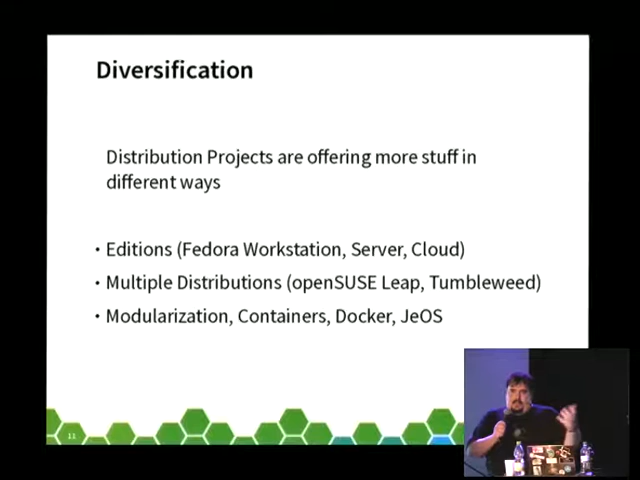 Diversification
Distribution Projects are offering more stuff in
different ways
• Editions (Fedora Workstation, Server, Cloud)
• Multiple Distributions (openSUSE Leap, Tumbleweed)
• Modularization, Containers, Docker, JeOS
11